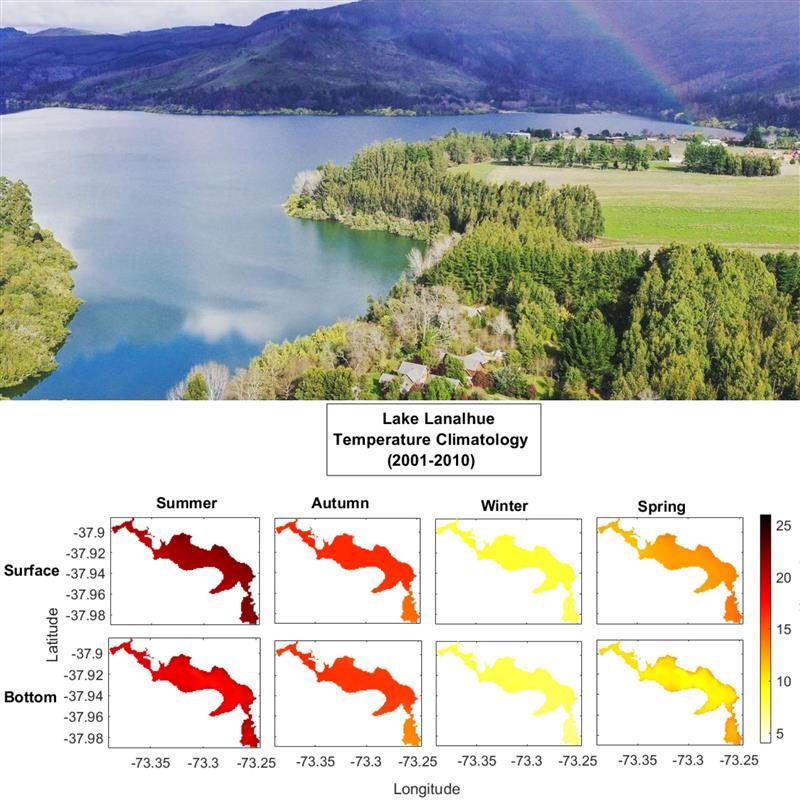 Lake Lanalhue
Temperature Climatology
(2001-2010)
Summer Autumn Winter Spring
Surface
Bottom
Latitude
-37.9
-37.92
-37.94
-37.96
-37.98
-37.9
-37.92
-37.94
-37.96
-37.98
-73.35 -73.3 -73.25 -73.35 -73.3 -73.25 -73.35 -73.3 -73.25 -73.35 -73.3 -73.25
Longitude
25
20
15
10
5